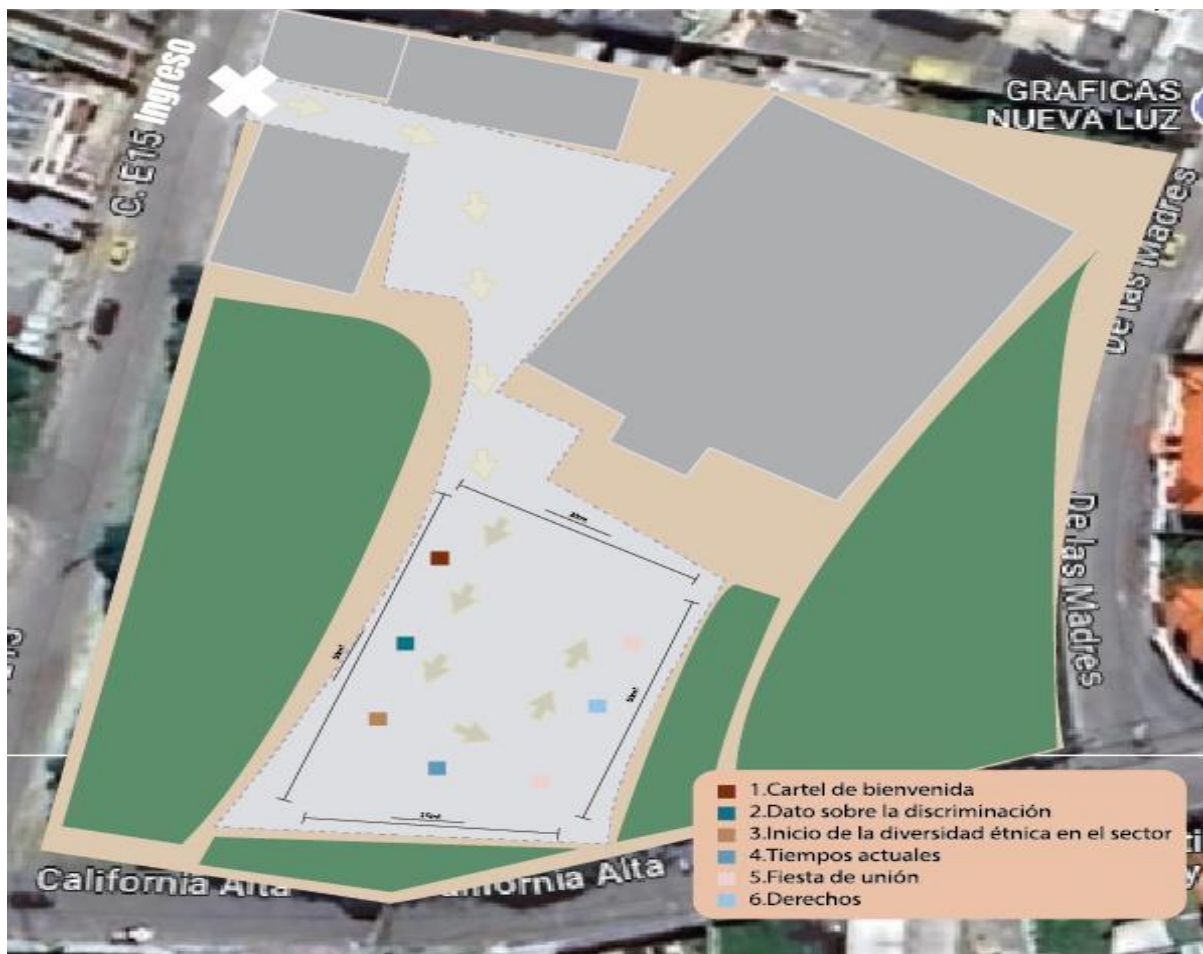 Ingreso
C. E15
GRAFICAS
NUEVA LUZ
De las Madres
De las Madres
1.Cartel de bienvenida
2.Dato sobre la discriminación
3.Inicio de la diversidad étnica en el sector
4.Tiempos actuales
5.Fiesta de unión
6.Derechos
California Alta
California Alta